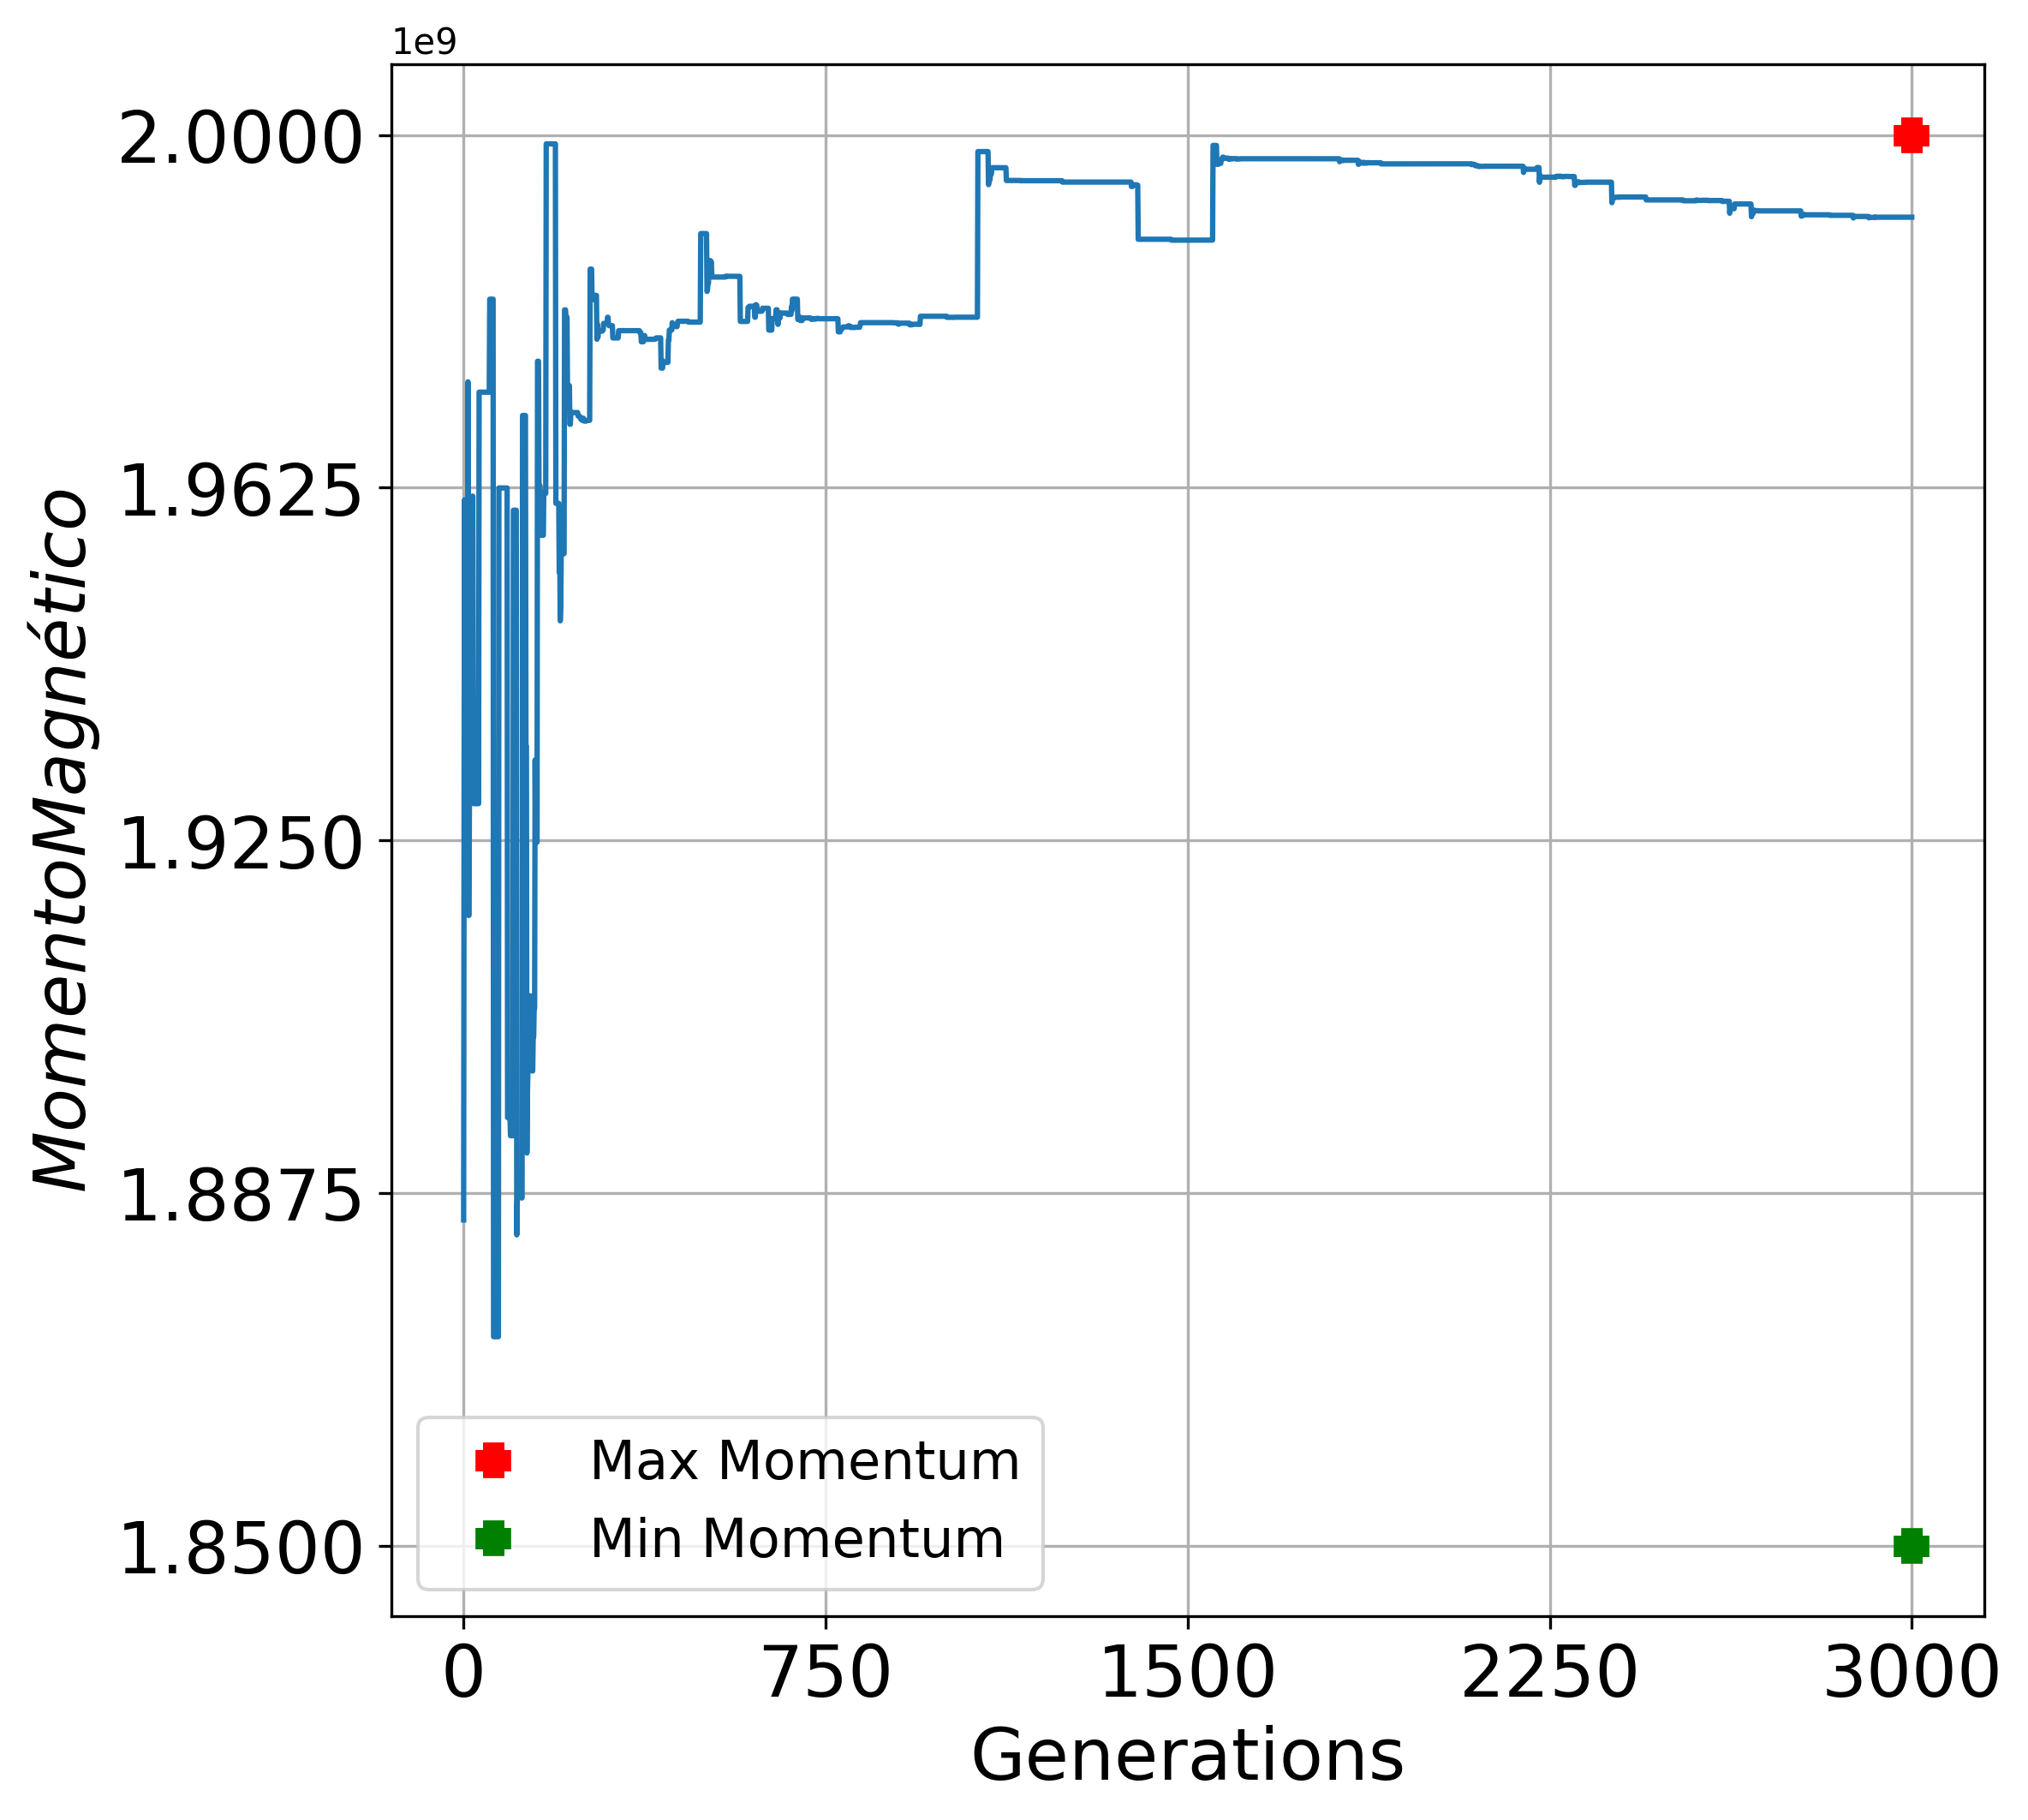 1e9
2.0000
1.9625
1.9250
1.8875
1.8500
MomentoMagnético
Max Momentum
Min Momentum
0 750 1500 2250 3000
Generations